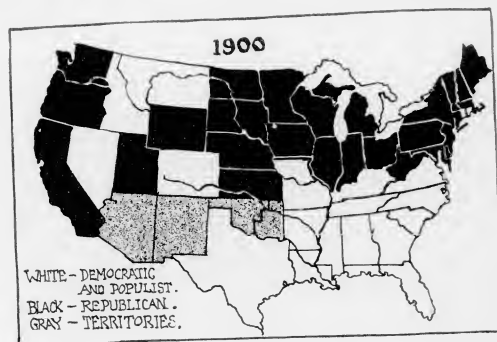 1900
WHITE - DEMOCRATIC
AND POPULIST.
BLACK - REPUBLICAN.
GRAY - TERRITORIES.